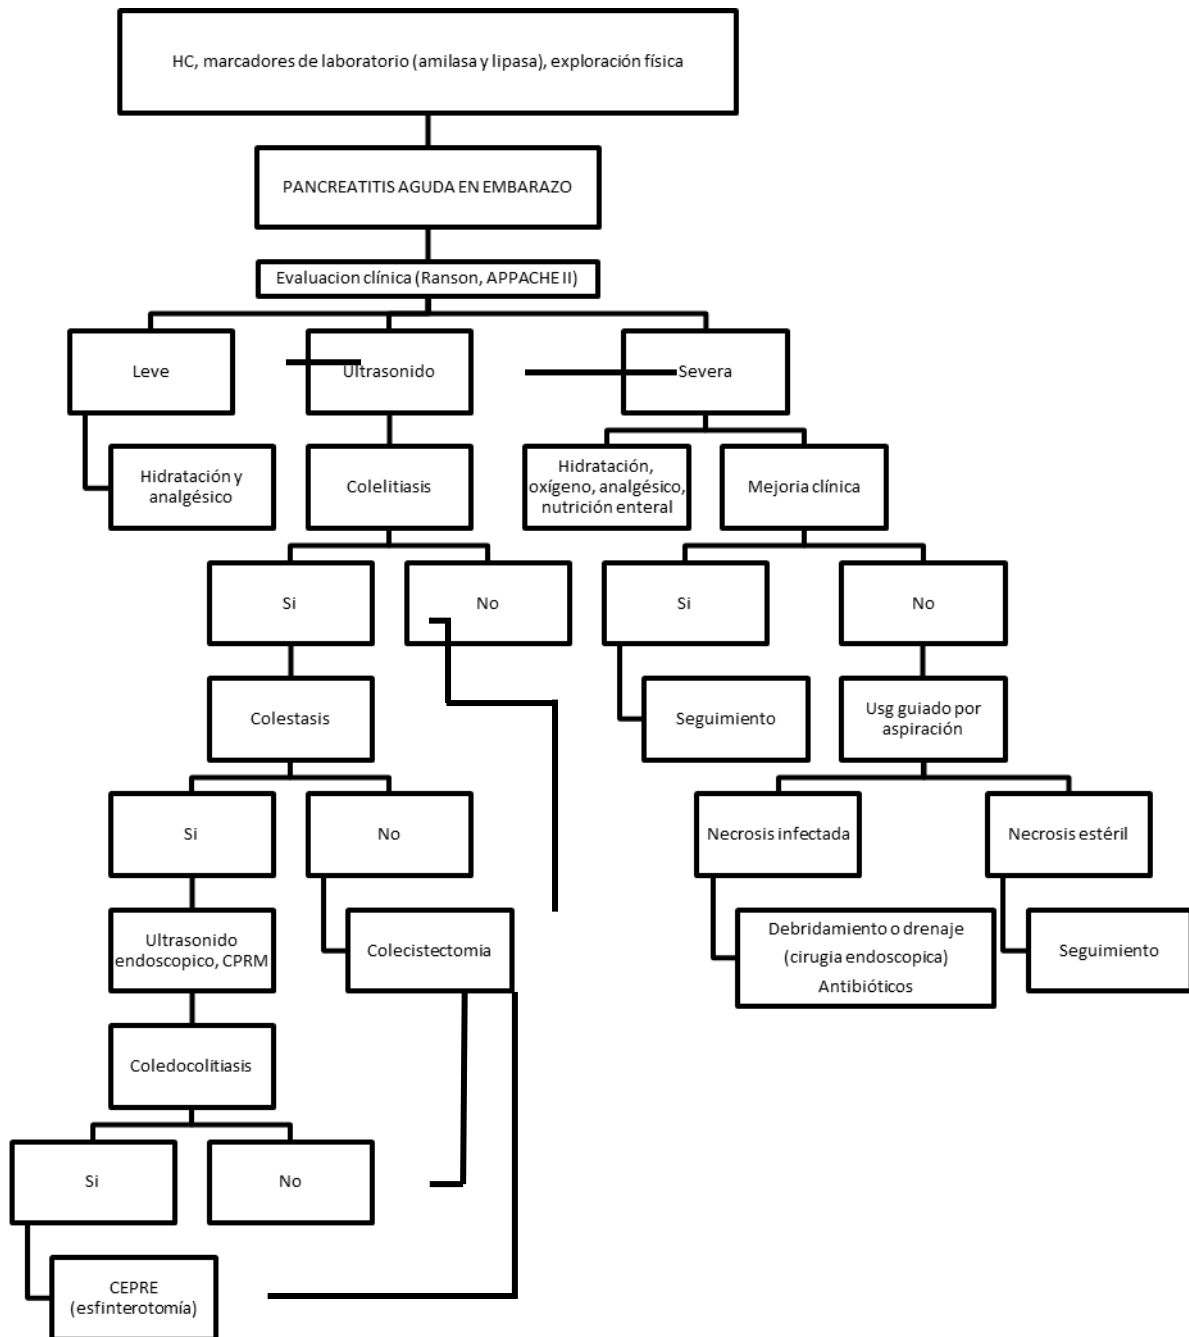 HC, marcadores de laboratorio (amilasa y lipasa), exploración física
PANCREATITIS AGUDA EN EMBARAZO
Evaluacion clínica (Ranson, APPACHE II)
Leve
Ultrasonido
Severa
Hidratación y
analgésico
Colelitiasis
Hidratación,
oxígeno, analgésico,
nutrición enteral
Mejoria clínica
Si
No
Si
No
Colestasis
Seguimiento
Usg guiado por
aspiración
Si
No
Necrosis infectada
Necrosis estéril
Ultrasonido
endoscopico, CPRM
Colecistectomia
Debridamiento o drenaje
(cirugia endoscopica)
Antibióticos
Seguimiento
Coledocolitiasis
Si
No
CEPRE
(esfinterotomía)